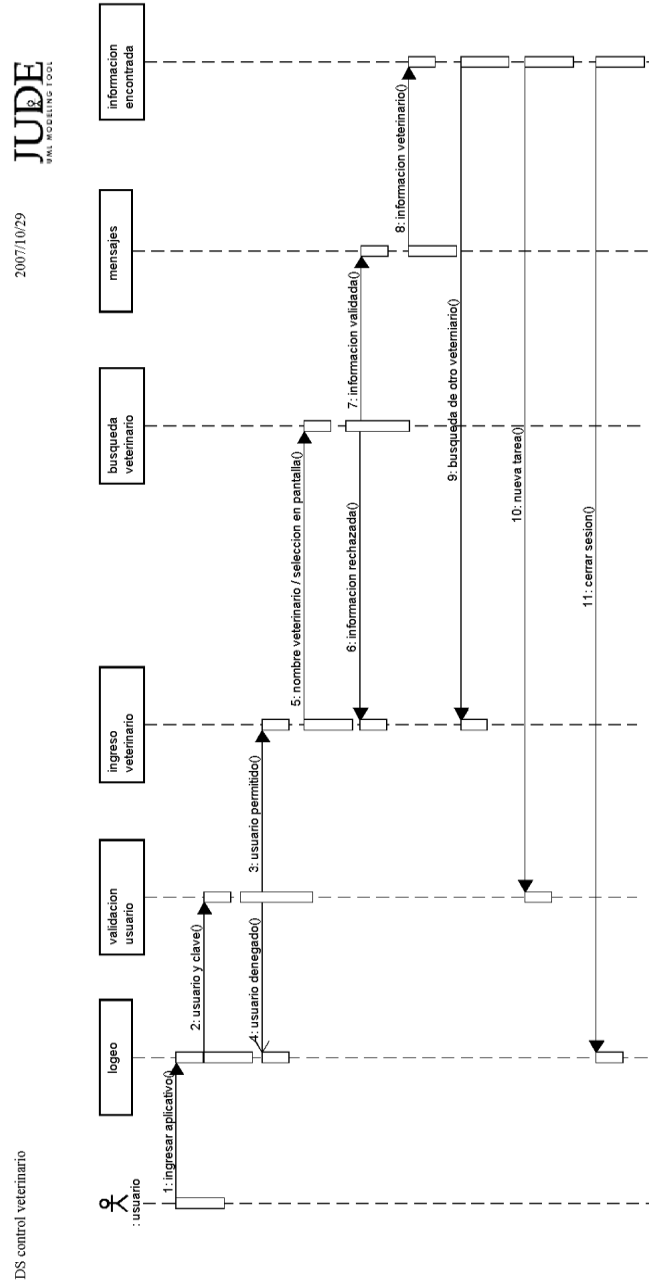 DS control veterinario
2007/10/29
JUDE
UML MODELING TOOL
: usuario
logeo
validacion
usuario
ingreso
veterinario
busqueda
veterinario
mensajes
informacion
encontrada
1: ingresar aplicativo()
2: usuario y clave()
4: usuario denegado()
3: usuario permitido()
5: nombre veterinario / seleccion en pantalla()
6: informacion rechazada()
7: informacion validada()
8: informacion veterinario()
9: busqueda de otro veterniario()
10: nueva tarea()
11: cerrar sesion()